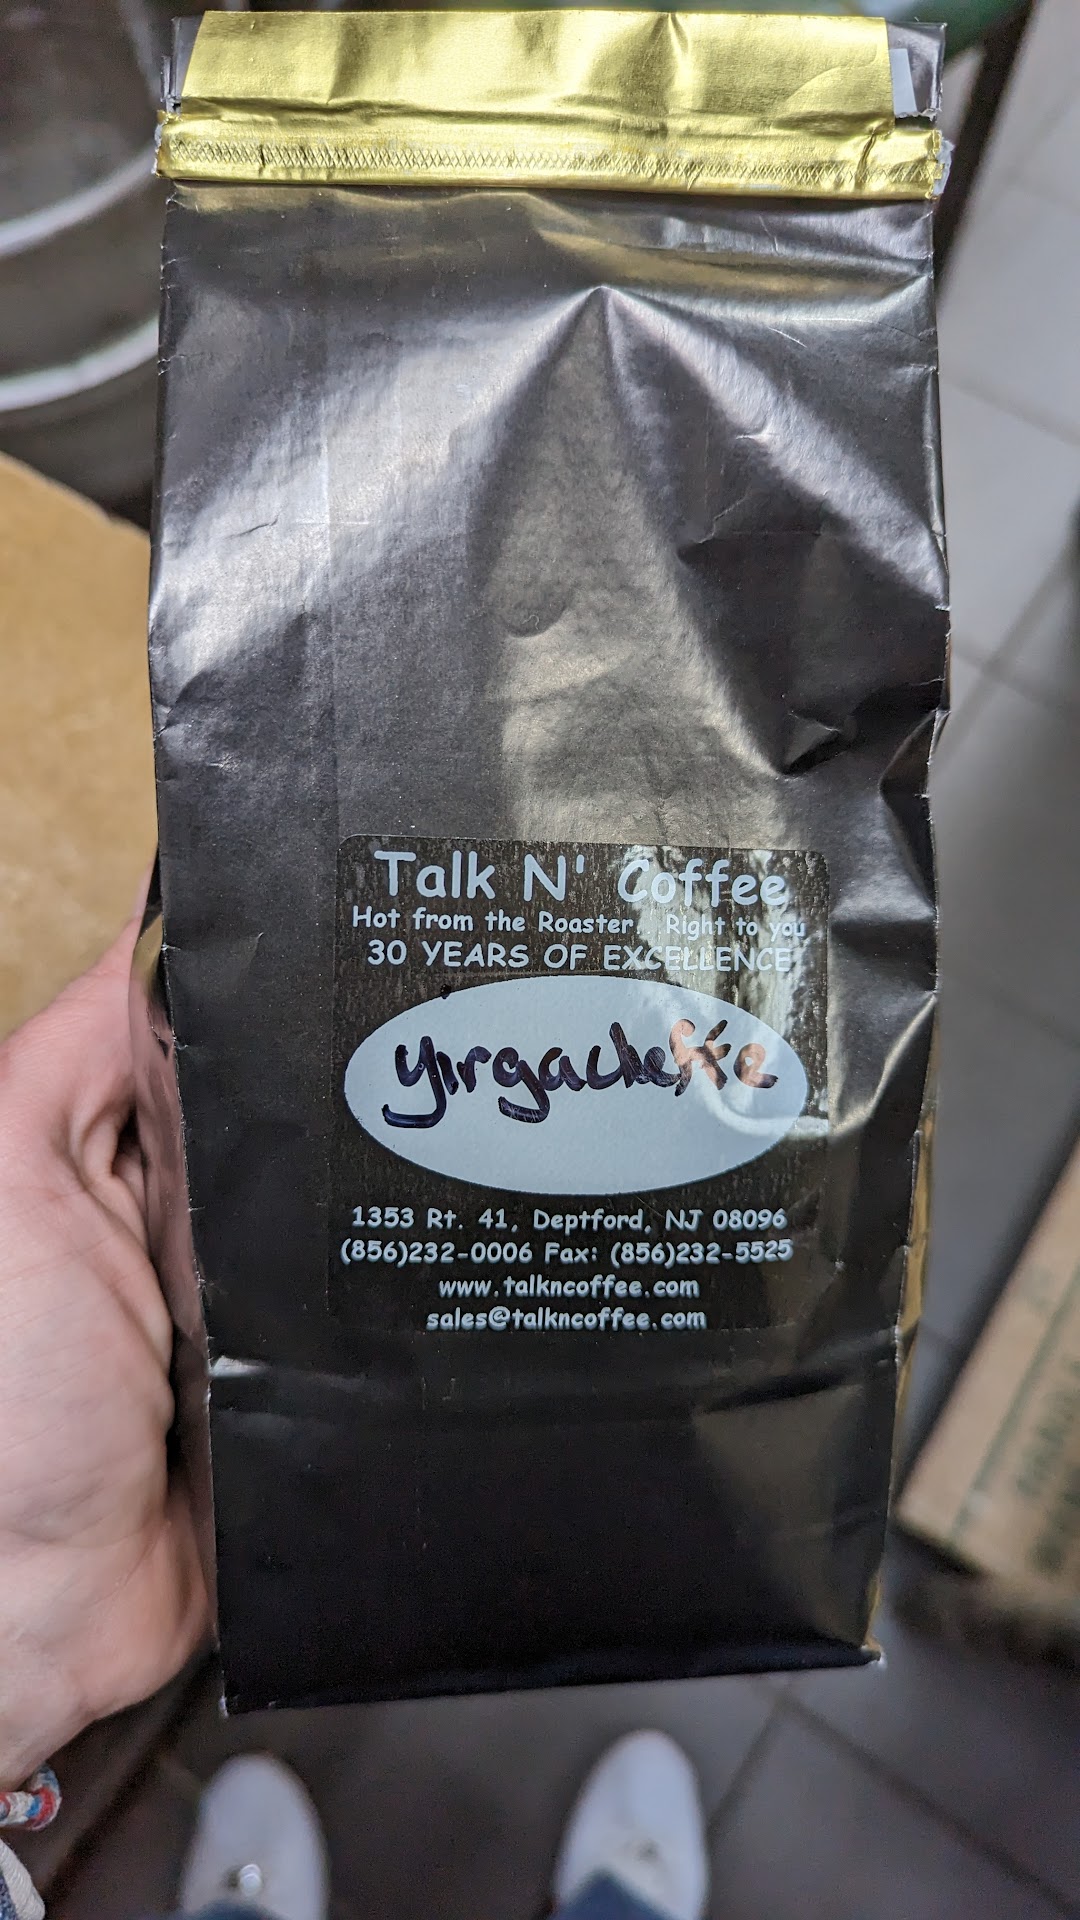 Talk N' Coffee
Hot from the Roaster... Right to you
30 YEARS OF EXCELLENCE
yirgacheffe
1353 Rt. 41, Deptford, NJ 08096
(856)232-0006 Fax: (856)232-5525
www.talkncoffee.com
sales@talkncoffee.com